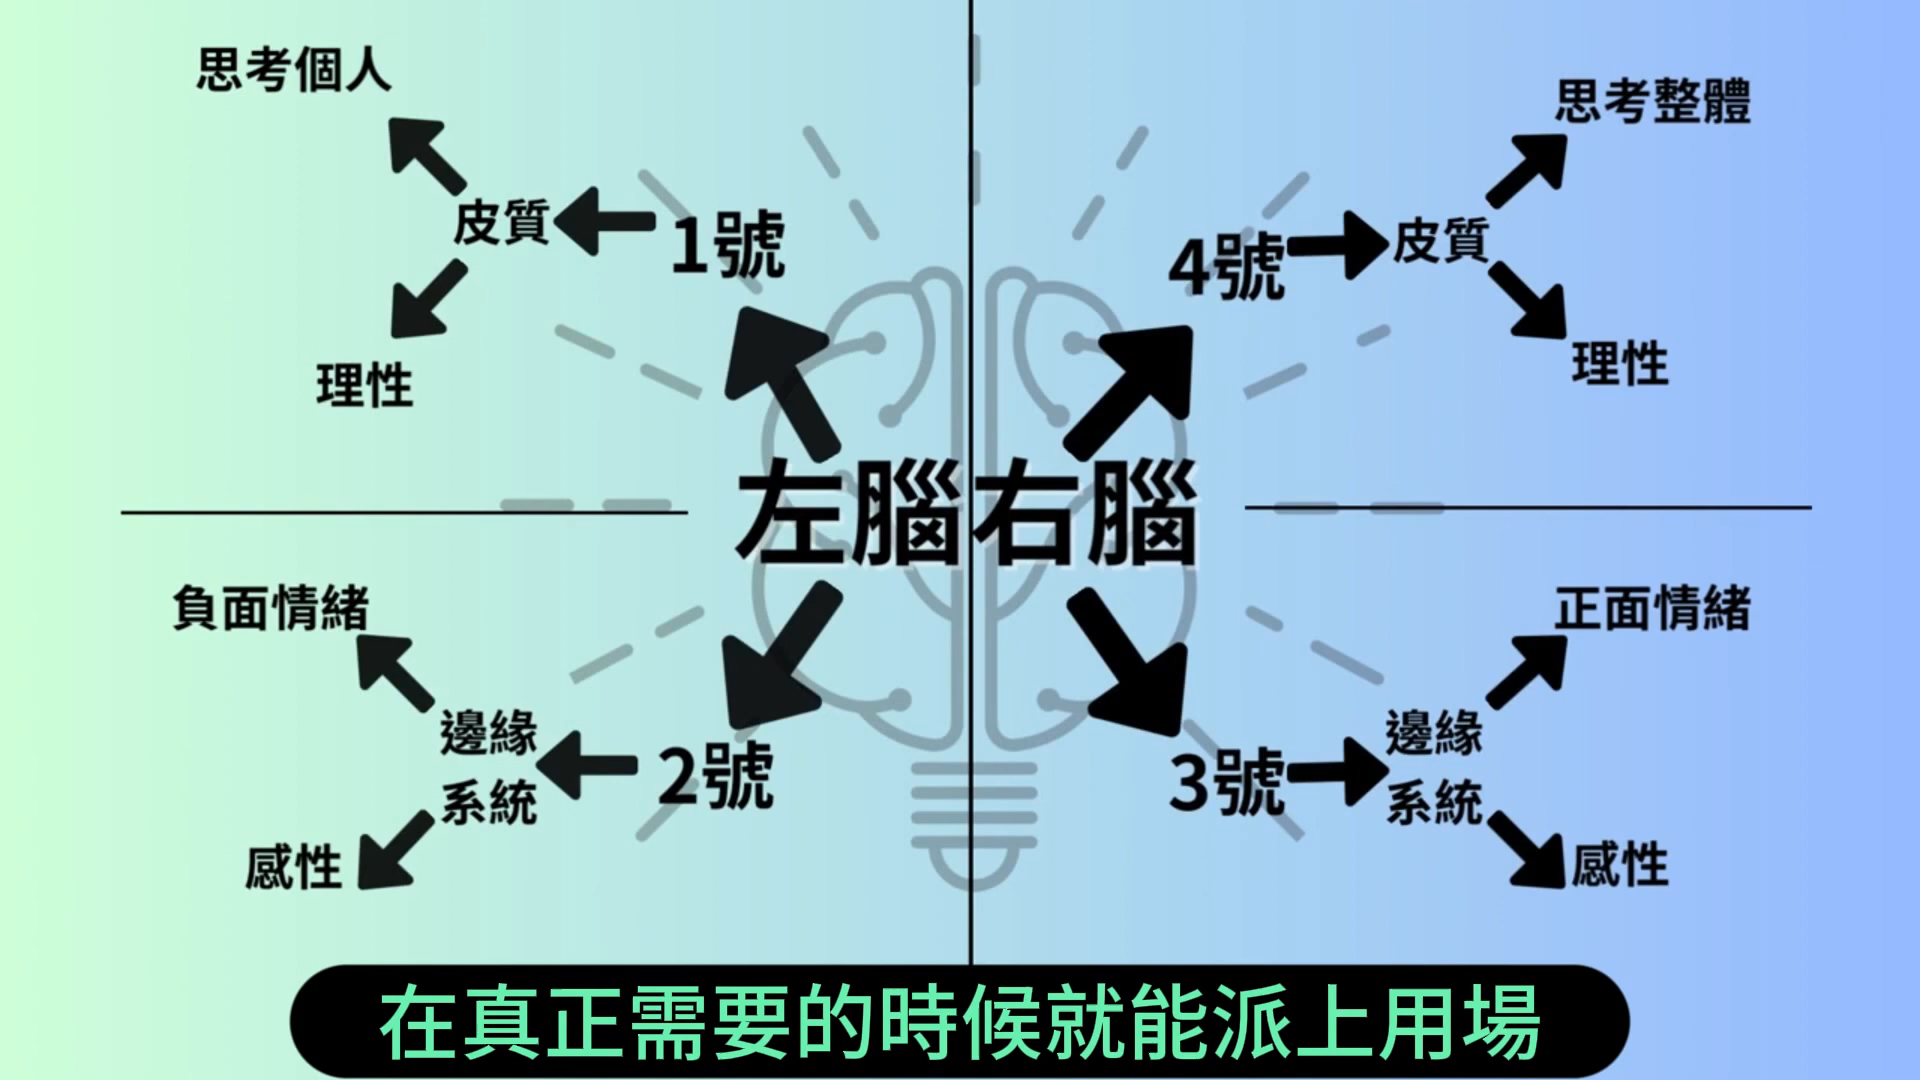 思考個人
皮質
1號
理性
思考整體
4號
皮質
理性
左腦
右腦
負面情緒
邊緣
系統
2號
感性
正面情緒
3號
邊緣
系統
感性
在真正需要的時候就能派上用場